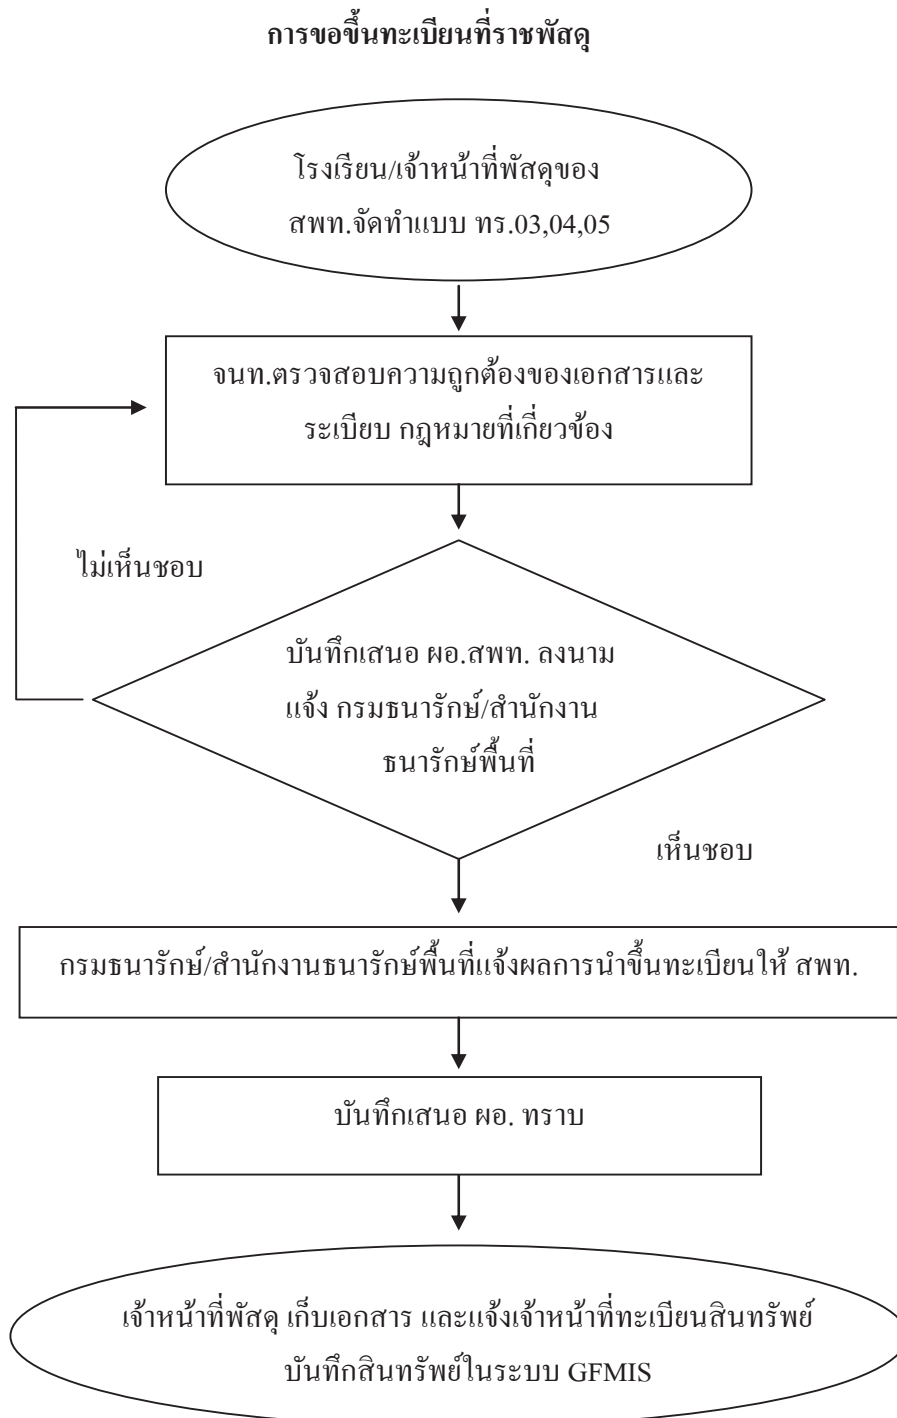 การขอขึ้นทะเบียนที่ราชพัสดุ
โรงเรียน/เจ้าหน้าที่พัสดุของ
สพท.จัดทำแบบ ทร.03,04,05
จนท.ตรวจสอบความถูกต้องของเอกสารและ
ระเบียบ กฎหมายที่เกี่ยวข้อง
ไม่เห็นชอบ
บันทึกเสนอ ผอ.สพท. ลงนาม
แจ้ง กรมธนารักษ์/สำนักงาน
ธนารักษ์พื้นที่
เห็นชอบ
กรมธนารักษ์/สำนักงานธนารักษ์พื้นที่แจ้งผลการนำขึ้นทะเบียนให้ สพท.
บันทึกเสนอ ผอ. ทราบ
เจ้าหน้าที่พัสดุ เก็บเอกสาร และแจ้งเจ้าหน้าที่ทะเบียนสินทรัพย์
บันทึกสินทรัพย์ในระบบ GFMIS